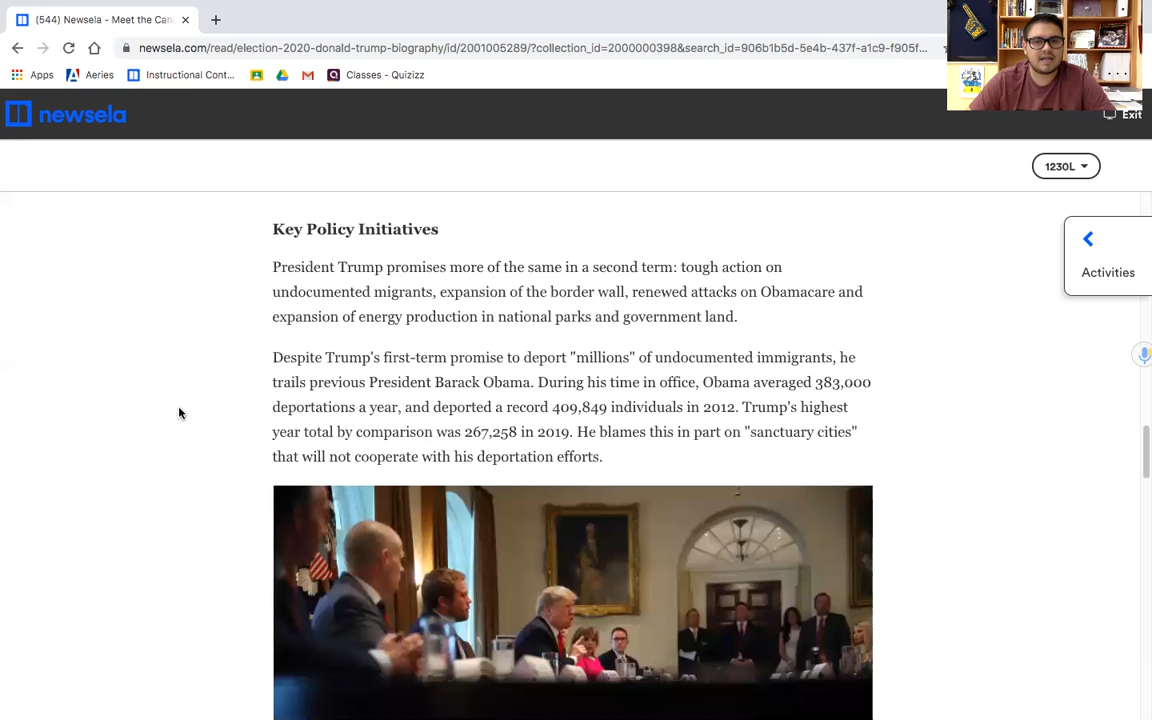 (544) Newsela - Meet the Can
newsela.com/read/election-2020-donald-trump-biography/id/2001005289/?collection_id=2000000398&search_id=906b1b5d-5e4b-437f-a1c9-f905f...
Apps Aeries Instructional Cont... Classes - Quizizz
newsela
Exit
1230L
Activities
Key Policy Initiatives
President Trump promises more of the same in a second term: tough action on
undocumented migrants, expansion of the border wall, renewed attacks on Obamacare and
expansion of energy production in national parks and government land.
Despite Trump's first-term promise to deport "millions" of undocumented immigrants, he
trails previous President Barack Obama. During his time in office, Obama averaged 383,000
deportations a year, and deported a record 409,849 individuals in 2012. Trump's highest
year total by comparison was 267,258 in 2019. He blames this in part on "sanctuary cities"
that will not cooperate with his deportation efforts.